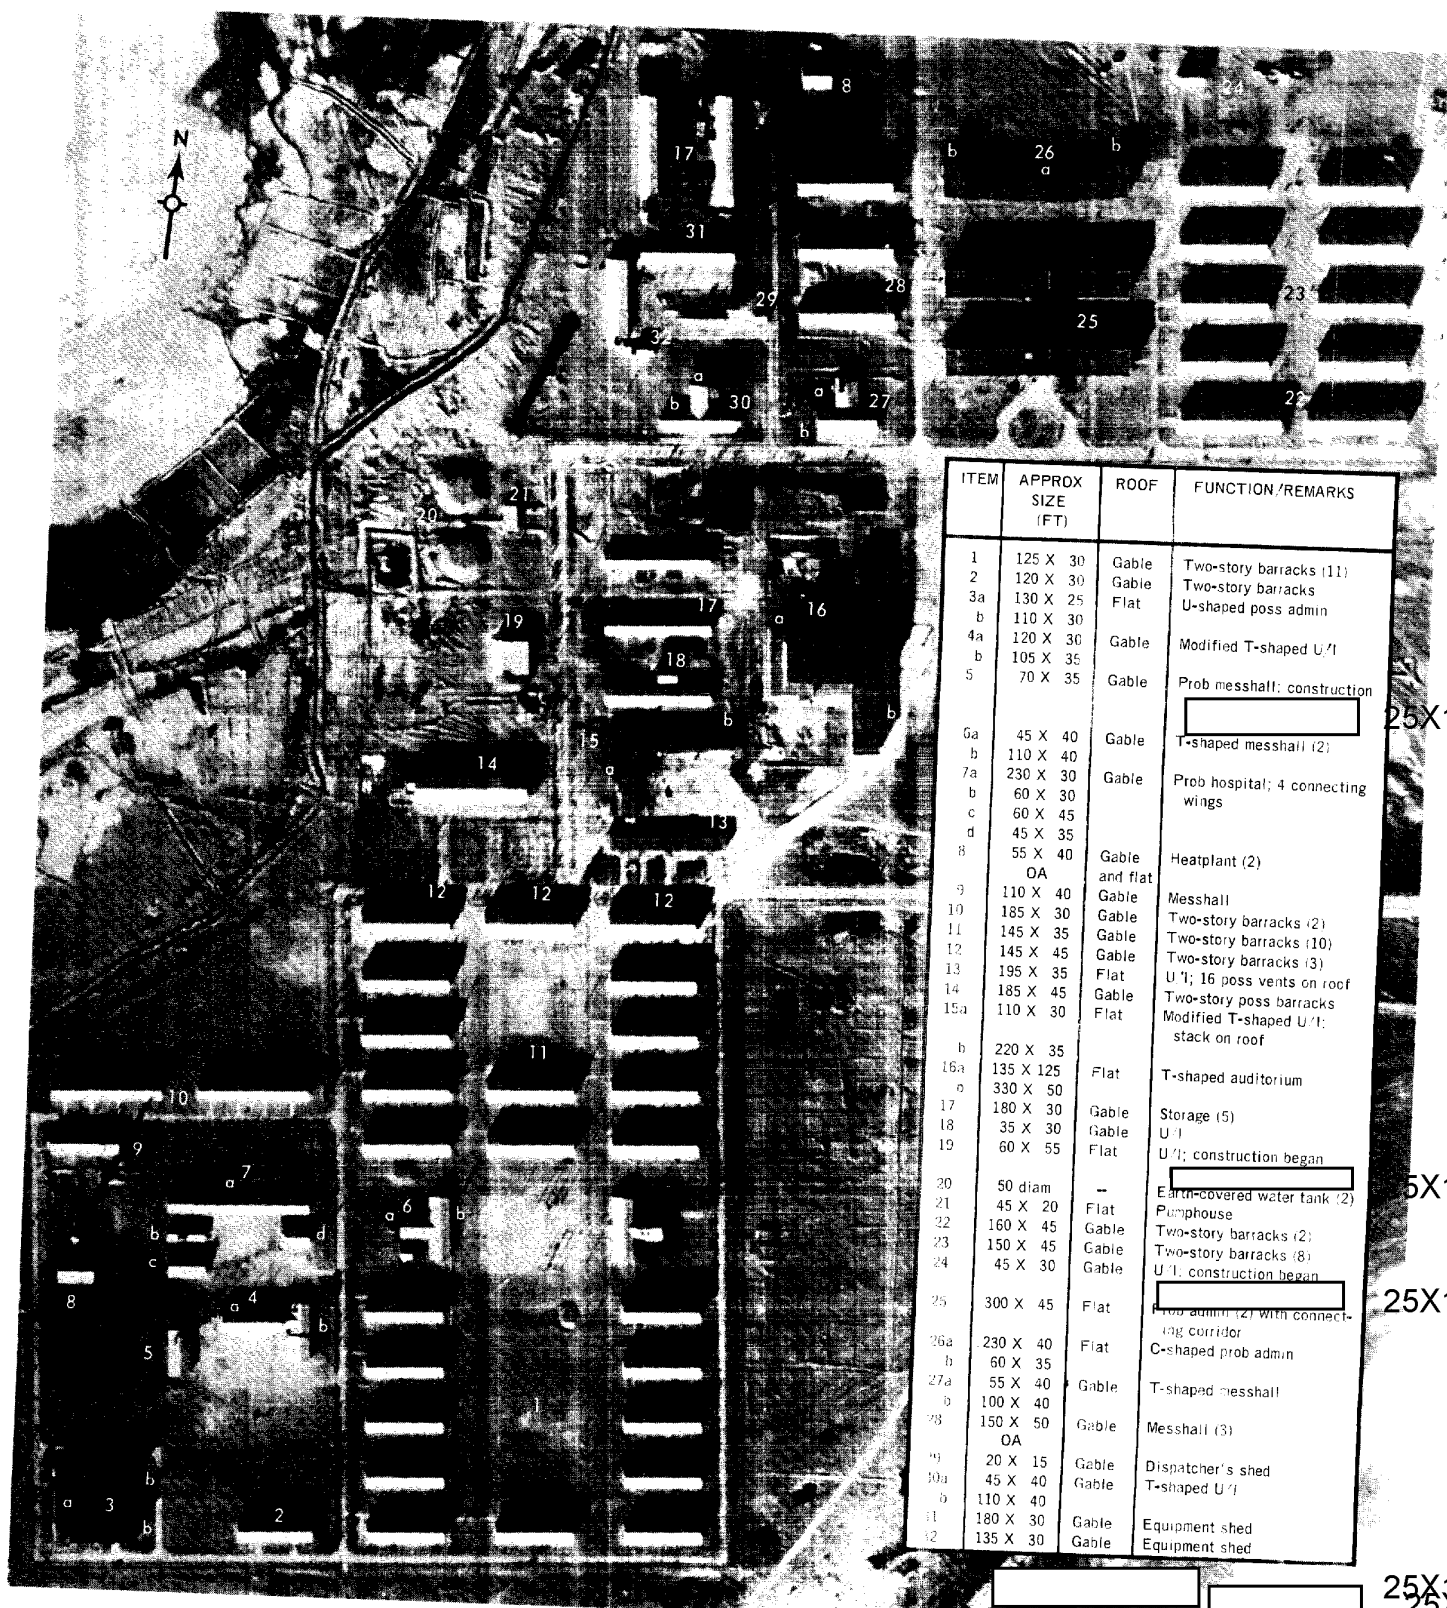 N
8
24
17
b
26
b
a
31
29
28
23
25
32
a
b
30
a
27
b
22
21
20
17
16
a
19
18
b
b
15
14
a
13
12
12
12
11
10
9
7
a
6
a
b
b
d
c
8
4
a
b
5
1
b
a
3
b
2
ITEM APPROX SIZE (FT) ROOF FUNCTION/REMARKS
1 125 X 30 Gable Two-story barracks (11)
2 120 X 30 Gable Two-story barracks
3a 130 X 25 Flat U-shaped poss admin
b 110 X 30
4a 120 X 30 Gable Modified T-shaped U/I
b 105 X 35
5 70 X 35 Gable Prob messhall; construction
25X1
6a 45 X 40 Gable T-shaped messhall (2)
b 110 X 40
7a 230 X 30 Gable Prob hospital; 4 connecting
b 60 X 30 wings
c 60 X 45
d 45 X 35
8 55 X 40 Gable Heatplant (2)
OA and flat
9 110 X 40 Gable Messhall
10 185 X 30 Gable Two-story barracks (2)
11 145 X 35 Gable Two-story barracks (10)
12 145 X 45 Gable Two-story barracks (3)
13 195 X 35 Flat U/I; 16 poss vents on roof
14 185 X 45 Gable Two-story poss barracks
15a 110 X 30 Flat Modified T-shaped U/I;
stack on roof
b 220 X 35
16a 135 X 125 Flat T-shaped auditorium
b 330 X 50
17 180 X 30 Gable Storage (5)
18 35 X 30 Gable U/I
19 60 X 55 Flat U/I; construction began
5X1
20 50 diam -- Earth-covered water tank (2)
21 45 X 20 Flat Pumphouse
22 160 X 45 Gable Two-story barracks (2)
23 150 X 45 Gable Two-story barracks (8)
24 45 X 30 Gable U/I; construction began
25X1
25 300 X 45 Flat Prob admin (2) with connect-
ing corridor
26a 230 X 40 Flat C-shaped prob admin
b 60 X 35
27a 55 X 40 Gable T-shaped messhall
b 100 X 40
28 150 X 50 Gable Messhall (3)
OA
29 20 X 15 Gable Dispatcher's shed
30a 45 X 40 Gable T-shaped U/I
b 110 X 40
31 180 X 30 Gable Equipment shed
32 135 X 30 Gable Equipment shed